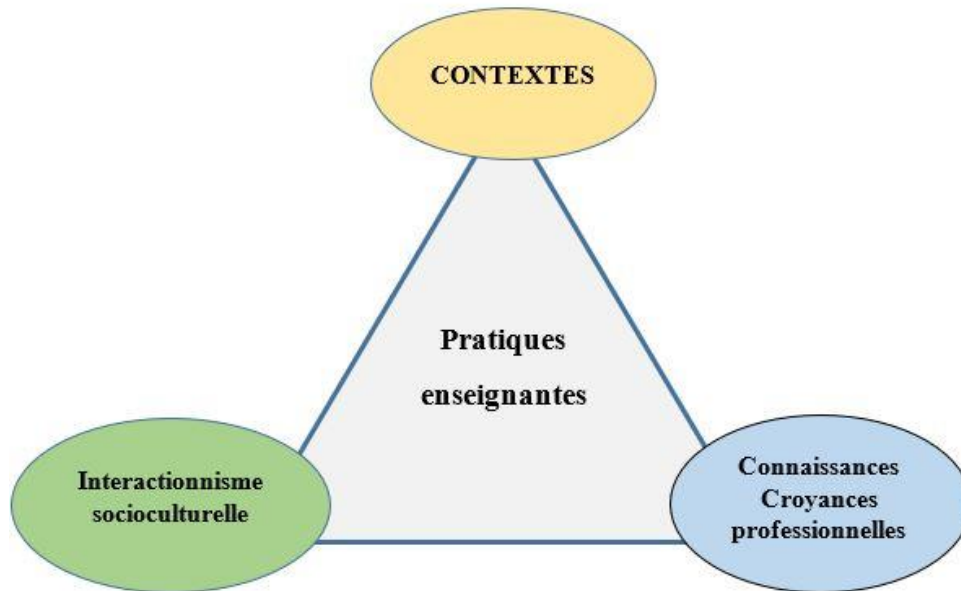 CONTEXTES
Pratiques
enseignantes
Interactionnisme
socioculturelle
Connaissances
Croyances
professionnelles